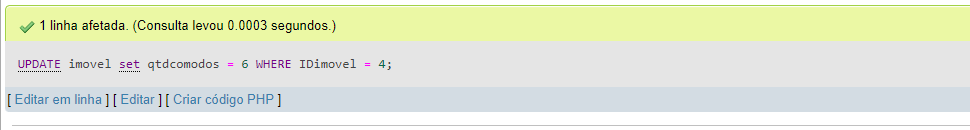 1 linha afetada. (Consulta levou 0.0003 segundos.)
UPDATE imovel set qtdcomodos = 6 WHERE IDimovel = 4;
[ Editar em linha ] [ Editar ] [ Criar código PHP ]